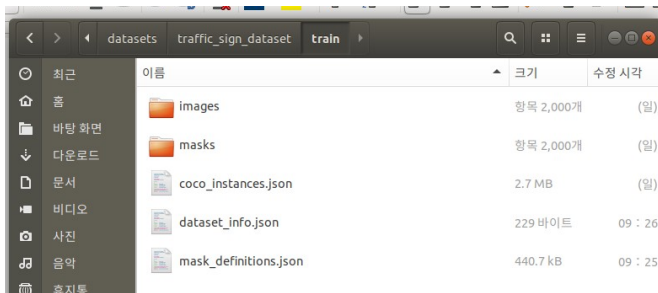 datasets traffic_sign_dataset train
최근
홈
바탕 화면
다운로드
문서
비디오
사진
음악
휴지통
이름 크기 수정 시각
images 항목 2,000개 (일)
masks 항목 2,000개 (일)
coco_instances.json 2.7 MB (일)
dataset_info.json 229 바이트 09 : 26
mask_definitions.json 440.7 kB 09 : 25